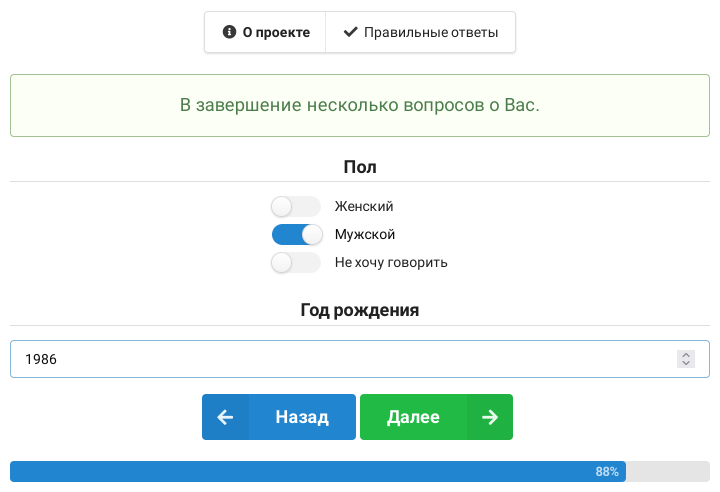 О проекте
Правильные ответы
В завершение несколько вопросов о Вас.
Пол
Женский
Мужской
Не хочу говорить
Год рождения
1986
Назад
Далее
88%